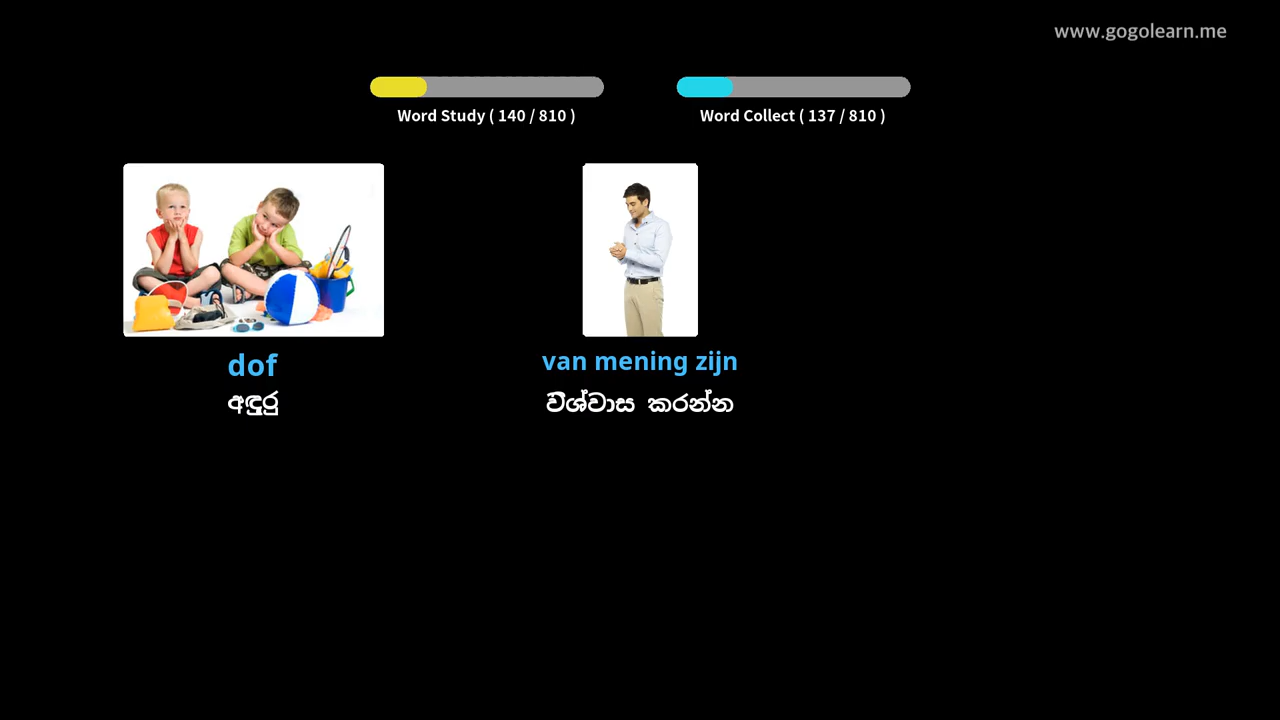 www.gogolearn.me
Word Study ( 140 / 810 )
Word Collect ( 137 / 810 )
dof
අඳුරු
van mening zijn
විශ්වාස කරන්න